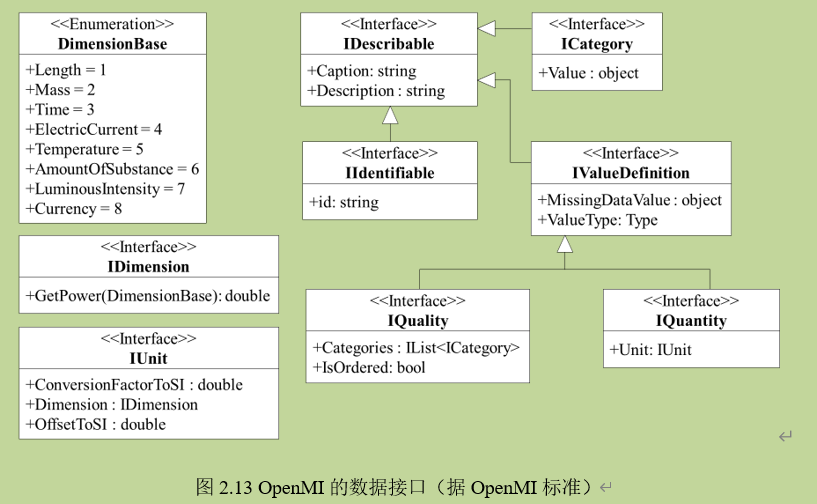 <<Enumeration>>
DimensionBase
+Length = 1
+Mass = 2
+Time = 3
+ElectricCurrent = 4
+Temperature = 5
+AmountOfSubstance = 6
+LuminousIntensity = 7
+Currency = 8
<<Interface>>
IDimension
+GetPower(DimensionBase): double
<<Interface>>
IUnit
+ConversionFactorToSI : double
+Dimension : IDimension
+OffsetToSI : double
<<Interface>>
IDescribable
+Caption: string
+Description : string
<<Interface>>
ICategory
+Value : object
<<Interface>>
IIdentifiable
+id: string
<<Interface>>
IValueDefinition
+MissingDataValue : object
+ValueType: Type
<<Interface>>
IQuality
+Categories : IList<ICategory>
+IsOrdered: bool
<<Interface>>
IQuantity
+Unit: IUnit
图 2.13 OpenMI 的数据接口（据 OpenMI 标准）